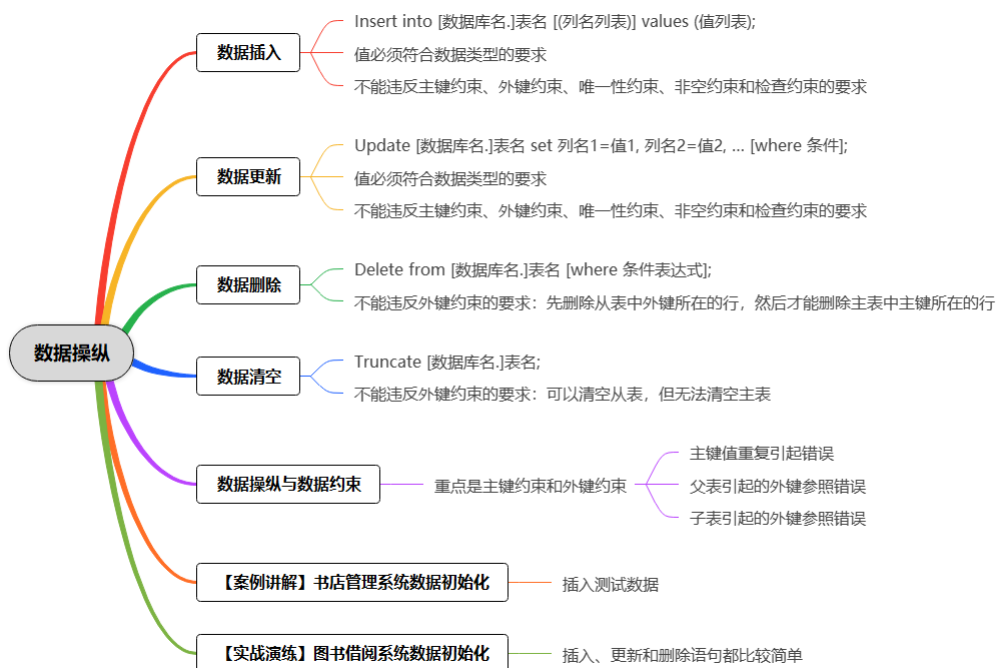 数据操纵
数据插入
Insert into [数据库名.]表名 [(列名列表)] values (值列表);
值必须符合数据类型的要求
不能违反主键约束、外键约束、唯一性约束、非空约束和检查约束的要求
数据更新
Update [数据库名.]表名 set 列名1=值1, 列名2=值2, ... [where 条件];
值必须符合数据类型的要求
不能违反主键约束、外键约束、唯一性约束、非空约束和检查约束的要求
数据删除
Delete from [数据库名.]表名 [where 条件表达式];
不能违反外键约束的要求：先删除从表中外键所在的行，然后才能删除主表中主键所在的行
数据清空
Truncate [数据库名.]表名;
不能违反外键约束的要求：可以清空从表，但无法清空主表
数据操纵与数据约束
重点是主键约束和外键约束
主键值重复引起错误
父表引起的外键参照错误
子表引起的外键参照错误
【案例讲解】书店管理系统数据初始化
插入测试数据
【实战演练】图书借阅系统数据初始化
插入、更新和删除语句都比较简单